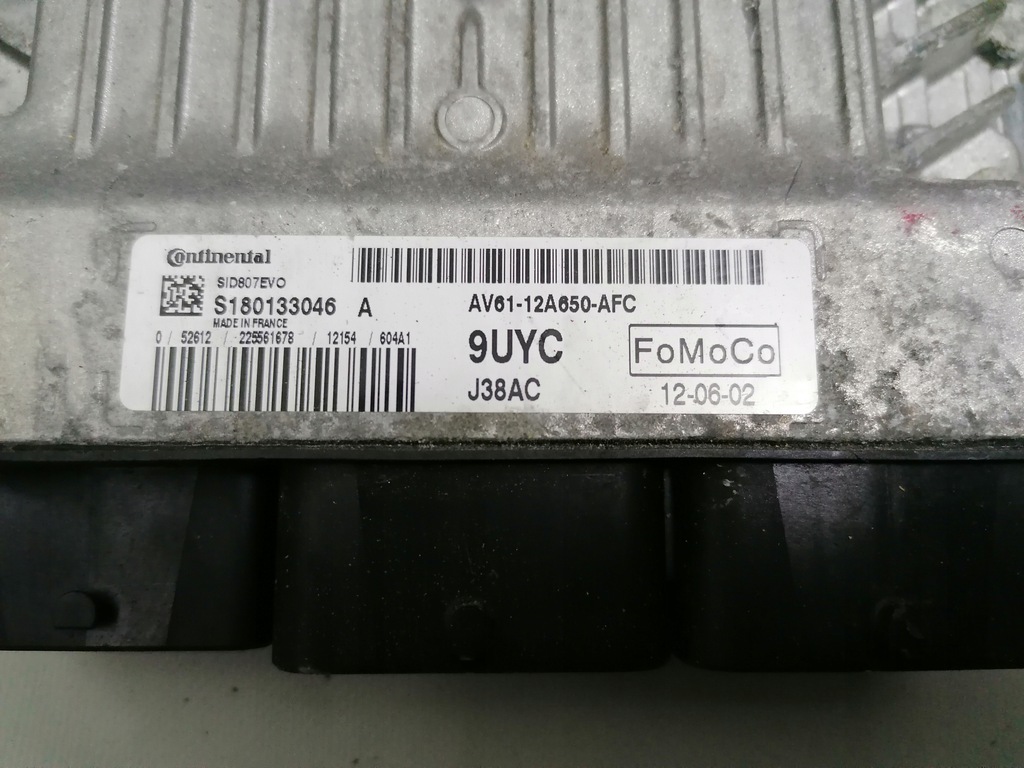 Continental
SID807EVO
S180133046 A
MADE IN FRANCE
0 / 52612 / 225561678 / 12154 / 604A1
AV61-12A650-AFC
9UYC
FoMoCo
J38AC
12-06-02